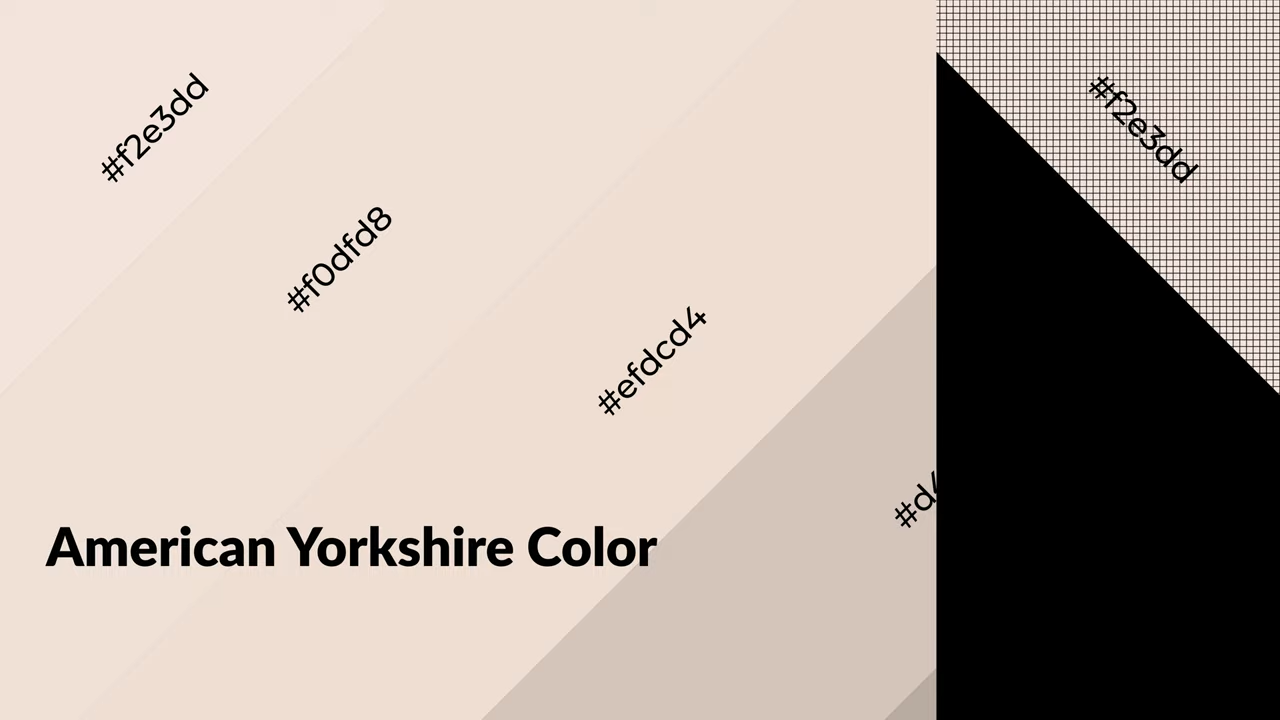 #f2e3dd
#f2e3dd
#f0dfd8
#efdcd4
American Yorkshire Color